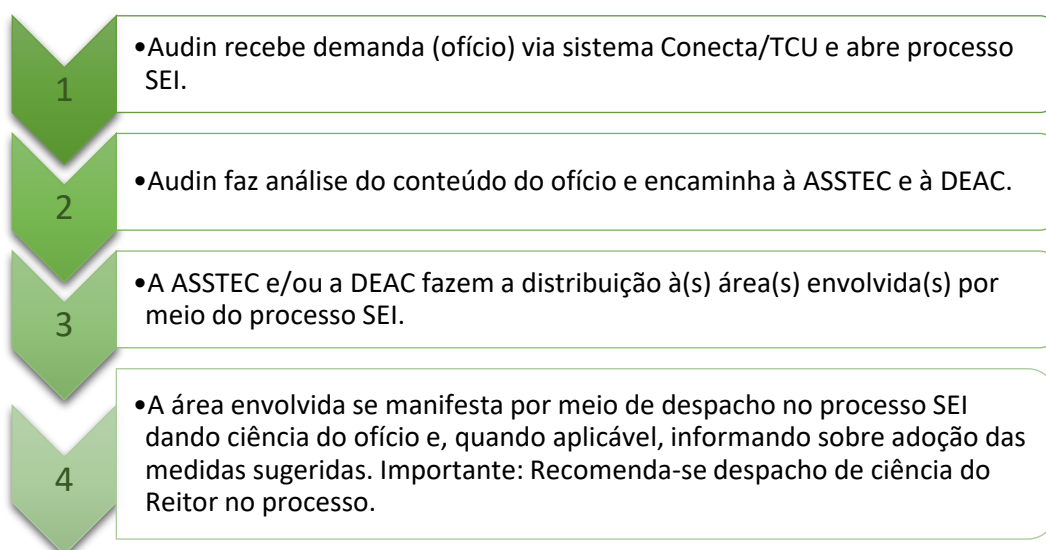 1
•Audin recebe demanda (ofício) via sistema Conecta/TCU e abre processo
SEI.
2
•Audin faz análise do conteúdo do ofício e encaminha à ASSTEC e à DEAC.
3
•A ASSTEC e/ou a DEAC fazem a distribuição à(s) área(s) envolvida(s) por
meio do processo SEI.
4
•A área envolvida se manifesta por meio de despacho no processo SEI
dando ciência do ofício e, quando aplicável, informando sobre adoção das
medidas sugeridas. Importante: Recomenda-se despacho de ciência do
Reitor no processo.